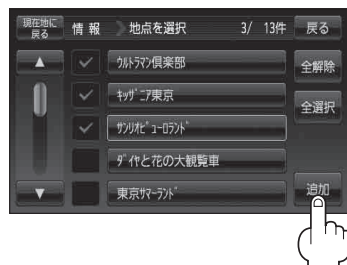 現在地に戻る 情報 地点を選択 3/ 13件 戻る
ｳﾙﾄﾗﾏﾝ倶楽部 全解除
ｷｯｻﾞﾆｱ東京 全選択
ｻﾝﾘｵﾋﾟｭｰﾛﾗﾝﾄﾞ
ﾀﾞｲﾔと花の大観覧車
東京ｻﾏｰﾗﾝﾄﾞ 追加